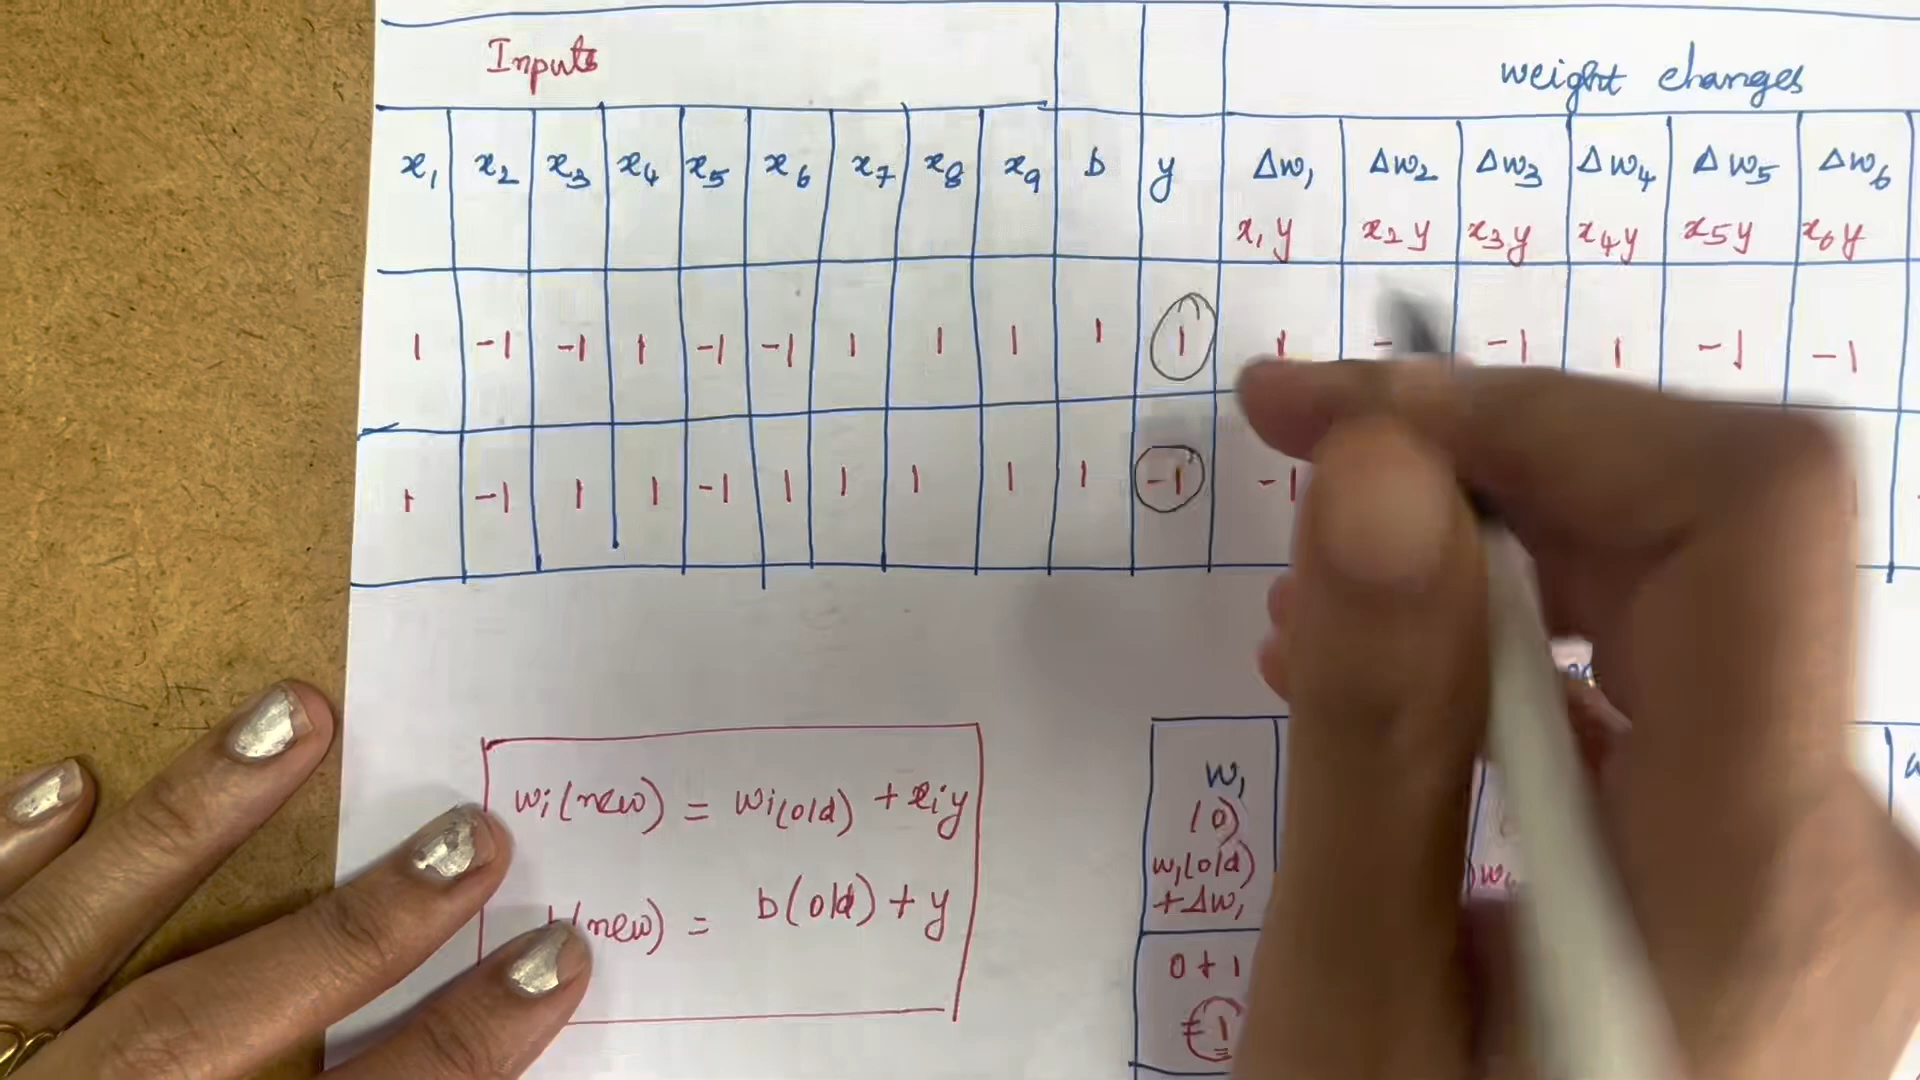 Inputs weight changes
x1 x2 x3 x4 x5 x6 x7 x8 x9 b y Δw1 Δw2 Δw3 Δw4 Δw5 Δw6
x1y x2y x3y x4y x5y x6y
1 -1 -1 1 -1 -1 1 1 1 1 1 1 - -1 1 -1 -1
1 -1 1 1 -1 1 1 1 1 1 -1 -1
wi(new) = wi(old) + xiy
(new) = b(old) + y
w1
(0)
w1(old)
+Δw1
0 + 1
= 1